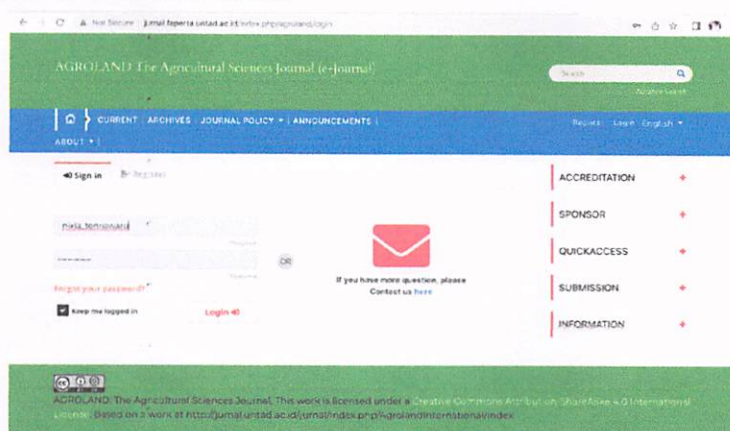 Not Secure jurnal.faperta.untad.ac.id/index.php/agroland/login
AGROLAND The Agricultural Sciences Journal (e-Journal)
Search
CURRENT | ARCHIVES | JOURNAL POLICY | ANNOUNCEMENTS |
Register Login English
ABOUT |
Sign in Register
ACCREDITATION +
SPONSOR +
QUICKACCESS +
SUBMISSION +
INFORMATION +
Required
OR
Required
If you have more question, please
Contact us here
Forgot your password?
Keep me logged in
Login
AGROLAND: The Agricultural Sciences Journal, This work is licensed under a Creative Commons Attribution-ShareAlike 4.0 International
License. Based on a work at http://jurnal.untad.ac.id/jurnal/index.php/AgrolandInternational/index